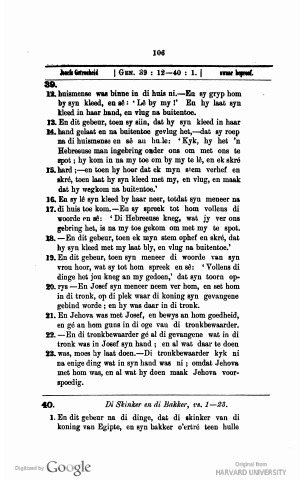 106
Josefs Getrouheid [GEN. 39 : 12—40 : 1.] swaar beproef.
39.
12. huismense was binne in di huis ni.—En sy gryp hom
by syn kleed, en sê: 'Lê by my!' En hy laat syn
kleed in haar hand, en vlug na buitentoe.
13. En dit gebeur, toen sy siin, dat hy syn kleed in haar
14. hand gelaat en na buitentoe gevlug het,—dat sy roep
na di huismense en sê an hulle: 'Kyk, hy het 'n
Hebreeuse man ingebring onder ons om met ons te
spot; hy kom in na my toe om by my te lê, en ek skré
15. hard;—en toen hy hoor dat ek myn stem verhef en
skré, toen laat hy syn kleed met my, en vlug, en maak
dat hy wegkom na buitentoe.'
16. En sy lê syn kleed by haar neer, totdat syn meneer na
17. di huis toe kom.—En sy spreek tot hom vollens di
woorde en sê: 'Di Hebreeuse kneg, wat jy ver ons
gebring het, is na my toe gekom om met my te spot.
18. —En dit gebeur, toen ek myn stem ophef en skré, dat
hy syn kleed met my laat bly, en vlug na buitentoe.'
19. En dit gebeur, toen syn meneer di woorde van syn
vrou hoor, wat sy tot hom spreek en sê: 'Vollens di
dinge het jou kneg an my gedoen,' dat syn toorn op-
20. rys—En Josef syn meneer neem ver hom, en set hom
in di tronk, op di plek waar di koning syn gevangene
gebind worde; en hy was daar in di tronk.
21. En Jehova was met Josef, en bewys an hom goedheid,
en gé an hom guns in di oge van di tronkbewaarder.
22. —En di tronkbewaarder gé al di gevangene wat in di
tronk was in Josef syn hand; en al wat daar te doen
23. was, moes hy laat doen.—Di tronkbewaarder kyk ni
na enige ding wat in syn hand was ni; omdat Jehova
met hom was, en al wat hy doen maak Jehova voor-
spoedig.
40. Di Skinker en di Bakker, vs. 1—23.
1. En dit gebeur na di dinge, dat di skinker van di
koning van Egipte, en syn bakker o'ertré teen hulle
Digitized by Google
Original from
HARVARD UNIVERSITY